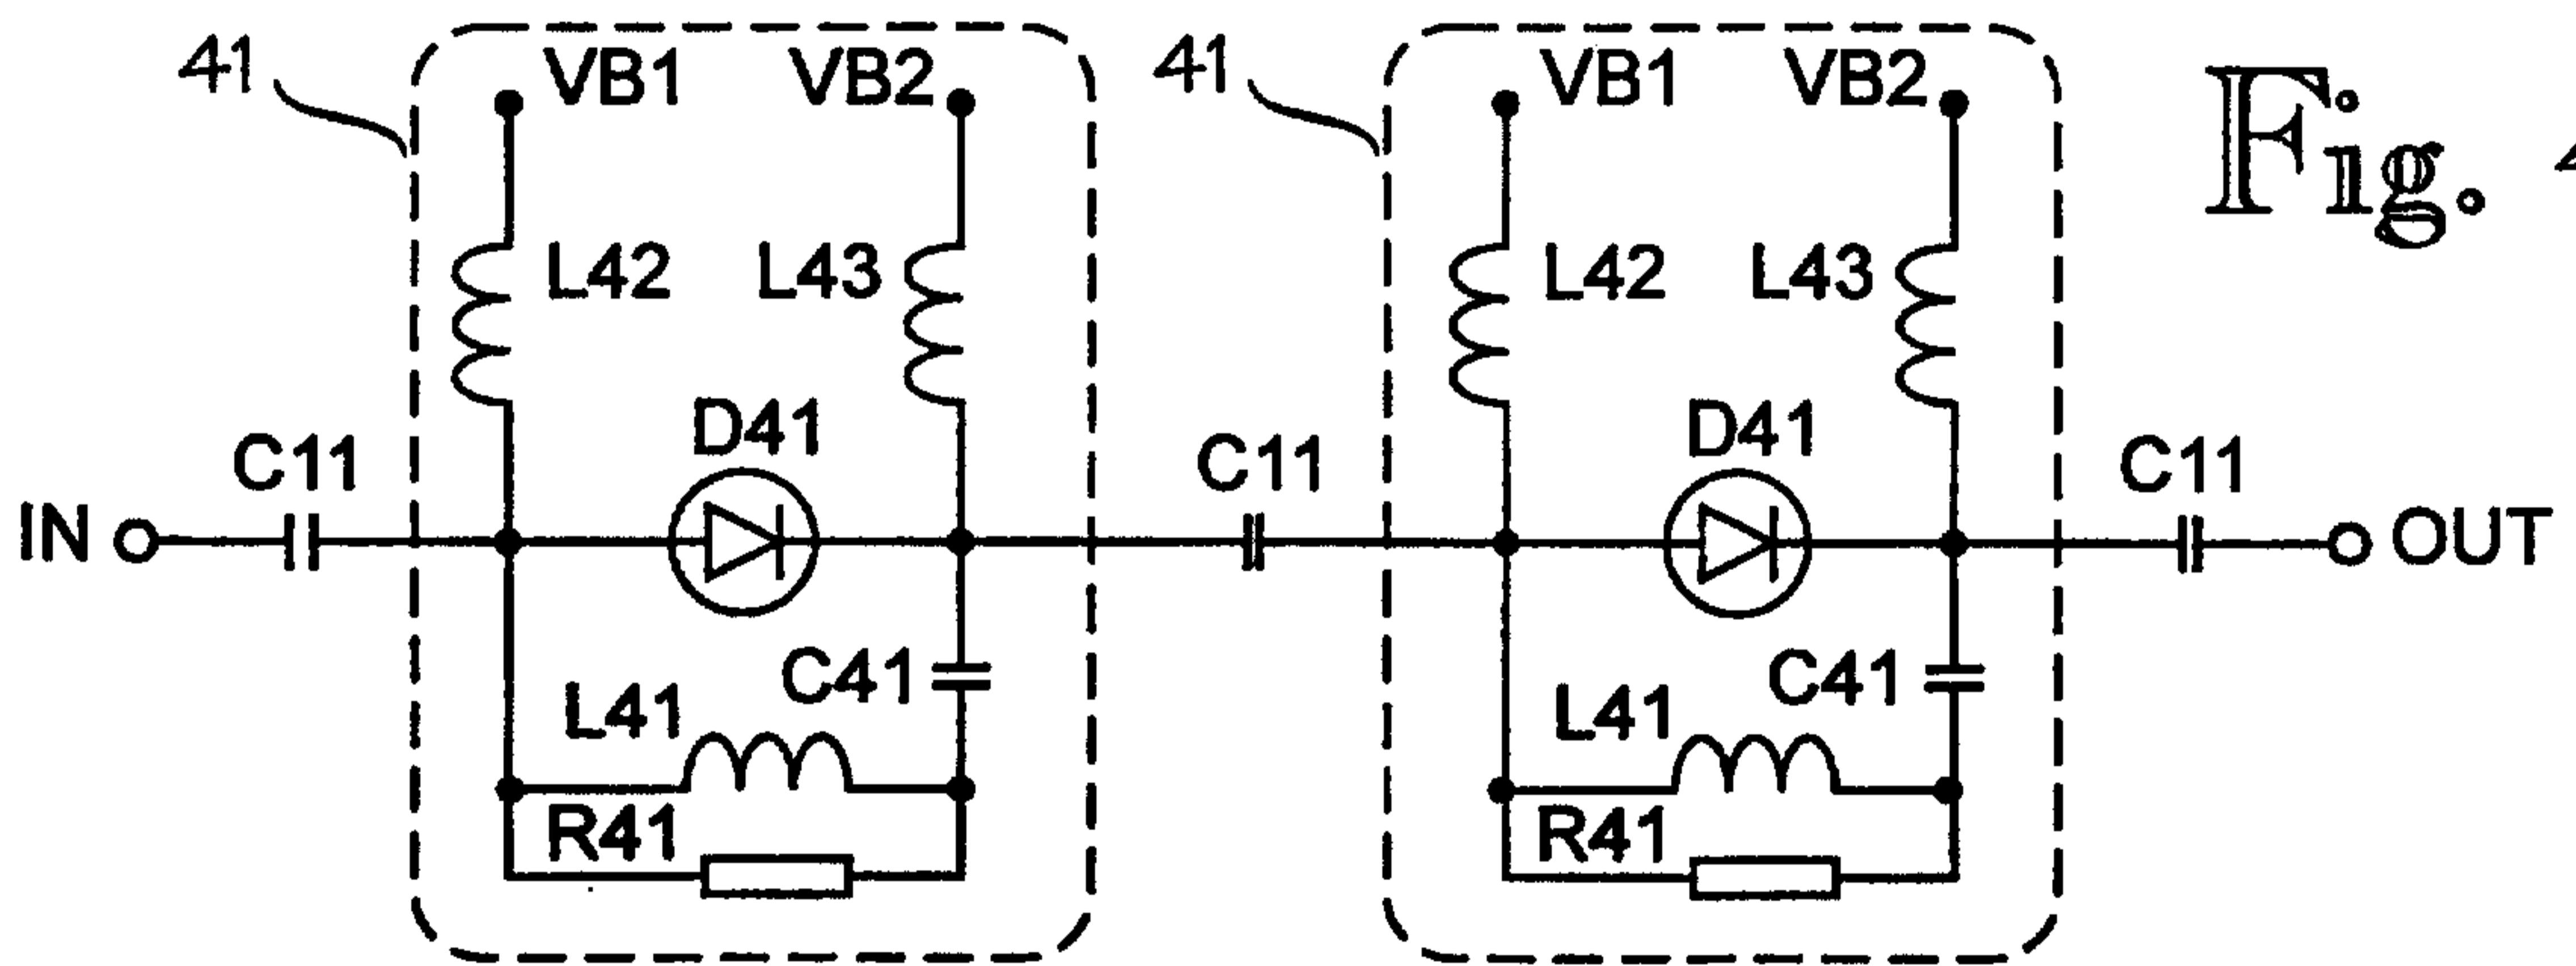 41 VB1 VB2 41 VB1 VB2 Fig.
L42 L43 L42 L43
D41 D41
C11 C11 C11
IN OUT
C41 C41
L41 L41
R41 R41